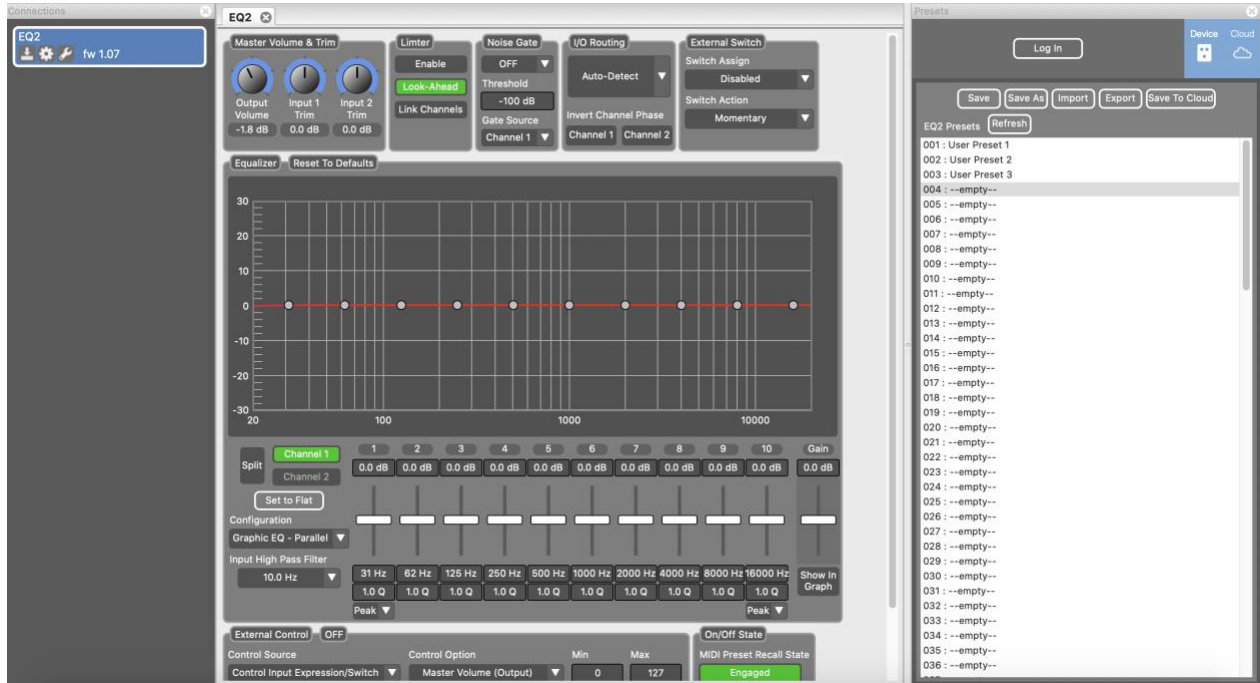 Connections
EQ2
fw 1.07
EQ2
Master Volume & Trim
Output Volume
Input 1 Trim
Input 2 Trim
-1.8 dB 0.0 dB 0.0 dB
Limter
Enable
Look-Ahead
Link Channels
Noise Gate
OFF
Threshold
-100 dB
Gate Source
Channel 1
I/O Routing
Auto-Detect
Invert Channel Phase
Channel 1 Channel 2
External Switch
Switch Assign
Disabled
Switch Action
Momentary
Equalizer Reset To Defaults
30
20
10
0
-10
-20
-30
20 100 1000 10000
Split
Channel 1
Channel 2
Set to Flat
Configuration
Graphic EQ - Parallel
Input High Pass Filter
10.0 Hz
1 2 3 4 5 6 7 8 9 10 Gain
0.0 dB 0.0 dB 0.0 dB 0.0 dB 0.0 dB 0.0 dB 0.0 dB 0.0 dB 0.0 dB 0.0 dB 0.0 dB
31 Hz 62 Hz 125 Hz 250 Hz 500 Hz 1000 Hz 2000 Hz 4000 Hz 8000 Hz 16000 Hz
1.0 Q 1.0 Q 1.0 Q 1.0 Q 1.0 Q 1.0 Q 1.0 Q 1.0 Q 1.0 Q 1.0 Q
Peak Peak
Show In Graph
External Control OFF
Control Source
Control Input Expression/Switch
Control Option
Master Volume (Output)
Min
0
Max
127
On/Off State
MIDI Preset Recall State
Engaged
Presets
Log In
Device Cloud
Save Save As Import Export Save To Cloud
EQ2 Presets Refresh
001 : User Preset 1
002 : User Preset 2
003 : User Preset 3
004 : --empty--
005 : --empty--
006 : --empty--
007 : --empty--
008 : --empty--
009 : --empty--
010 : --empty--
011 : --empty--
012 : --empty--
013 : --empty--
014 : --empty--
015 : --empty--
016 : --empty--
017 : --empty--
018 : --empty--
019 : --empty--
020 : --empty--
021 : --empty--
022 : --empty--
023 : --empty--
024 : --empty--
025 : --empty--
026 : --empty--
027 : --empty--
028 : --empty--
029 : --empty--
030 : --empty--
031 : --empty--
032 : --empty--
033 : --empty--
034 : --empty--
035 : --empty--
036 : --empty--